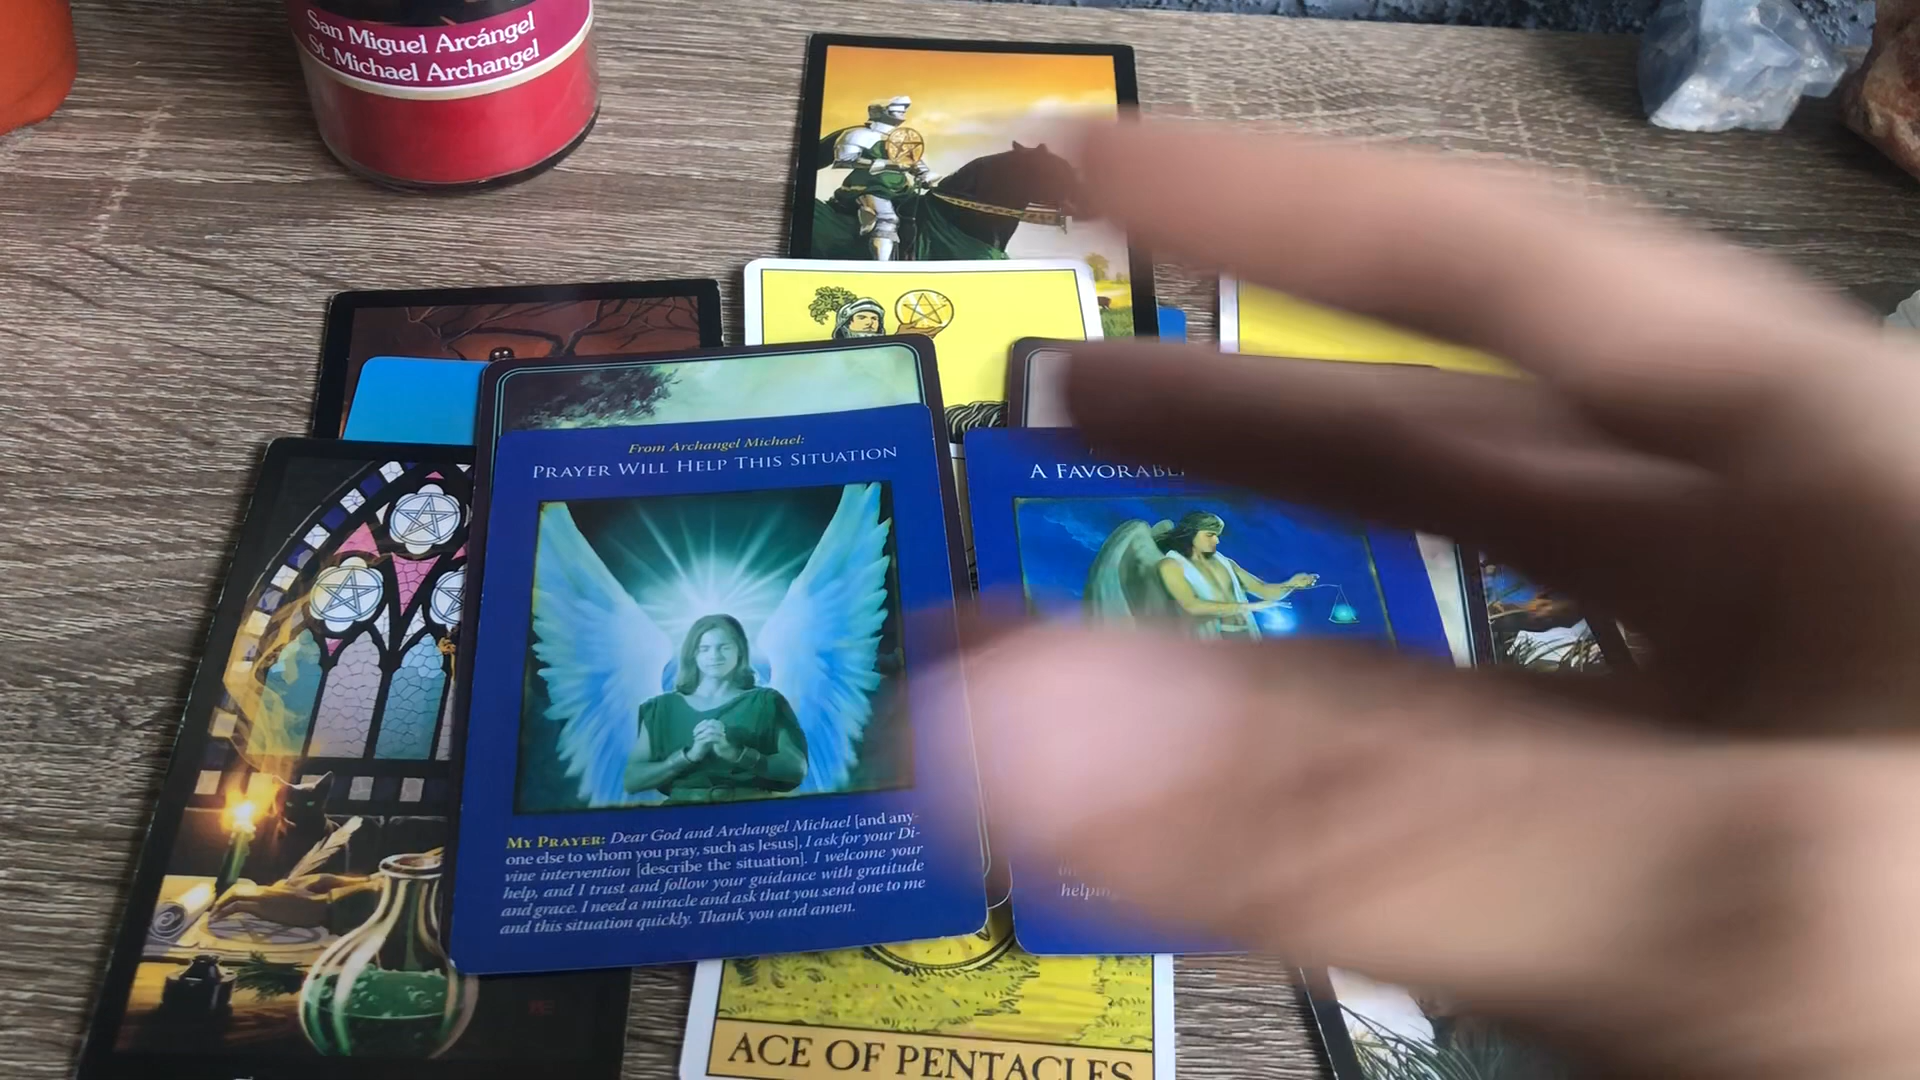 San Miguel Arcángel
St. Michael Archangel
From Archangel Michael:
PRAYER WILL HELP THIS SITUATION
MY PRAYER: Dear God and Archangel Michael [and any-
one else to whom you pray, such as Jesus], I ask for your Di-
vine intervention [describe the situation]. I welcome your
help, and I trust and follow your guidance with gratitude
and grace. I need a miracle and ask that you send one to me
and this situation quickly. Thank you and amen.
A FAVORABL
helpin
ACE OF PENTACLES